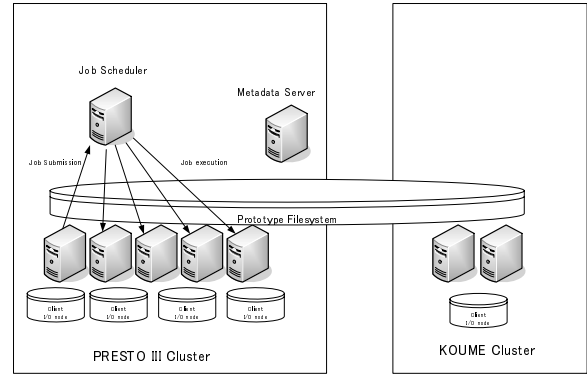 Job Scheduler
Metadata Server
Job Submission
Job execution
Prototype Filesystem
Client
I/O node
Client
I/O node
Client
I/O node
Client
I/O node
Client
I/O node
PRESTO III Cluster
KOUME Cluster